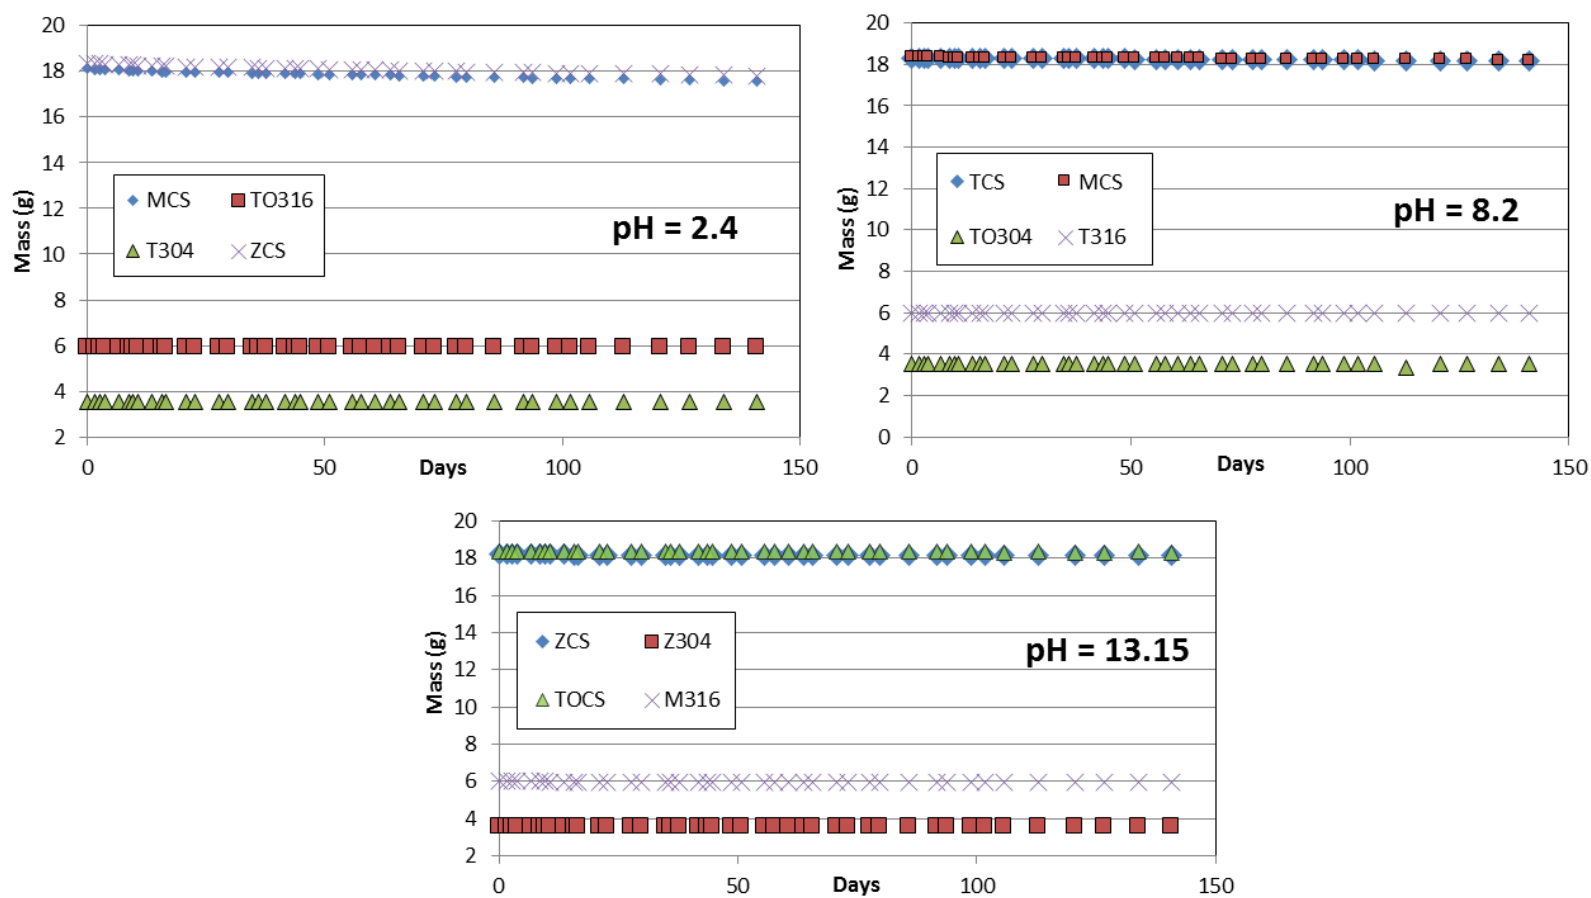 20
18
16
14
12
10
8
6
4
2
Mass (g)
MCS TO316
T304 ZCS
pH = 2.4
0 50 100 150
Days
20
18
16
14
12
10
8
6
4
2
0
Mass (g)
TCS MCS
TO304 T316
pH = 8.2
0 50 100 150
Days
20
18
16
14
12
10
8
6
4
2
Mass (g)
ZCS Z304
TOCS M316
pH = 13.15
0 50 100 150
Days